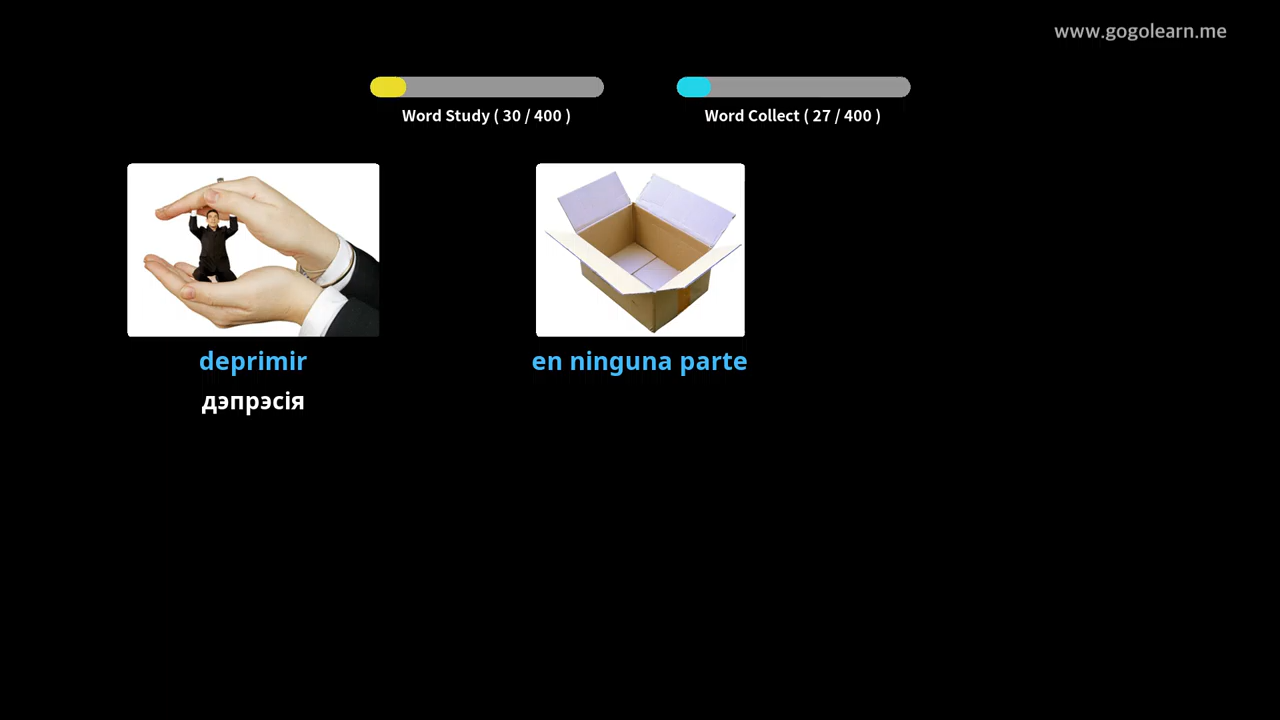 www.gogolearn.me
Word Study ( 30 / 400 )
Word Collect ( 27 / 400 )
deprimir
en ninguna parte
дэпрэсія